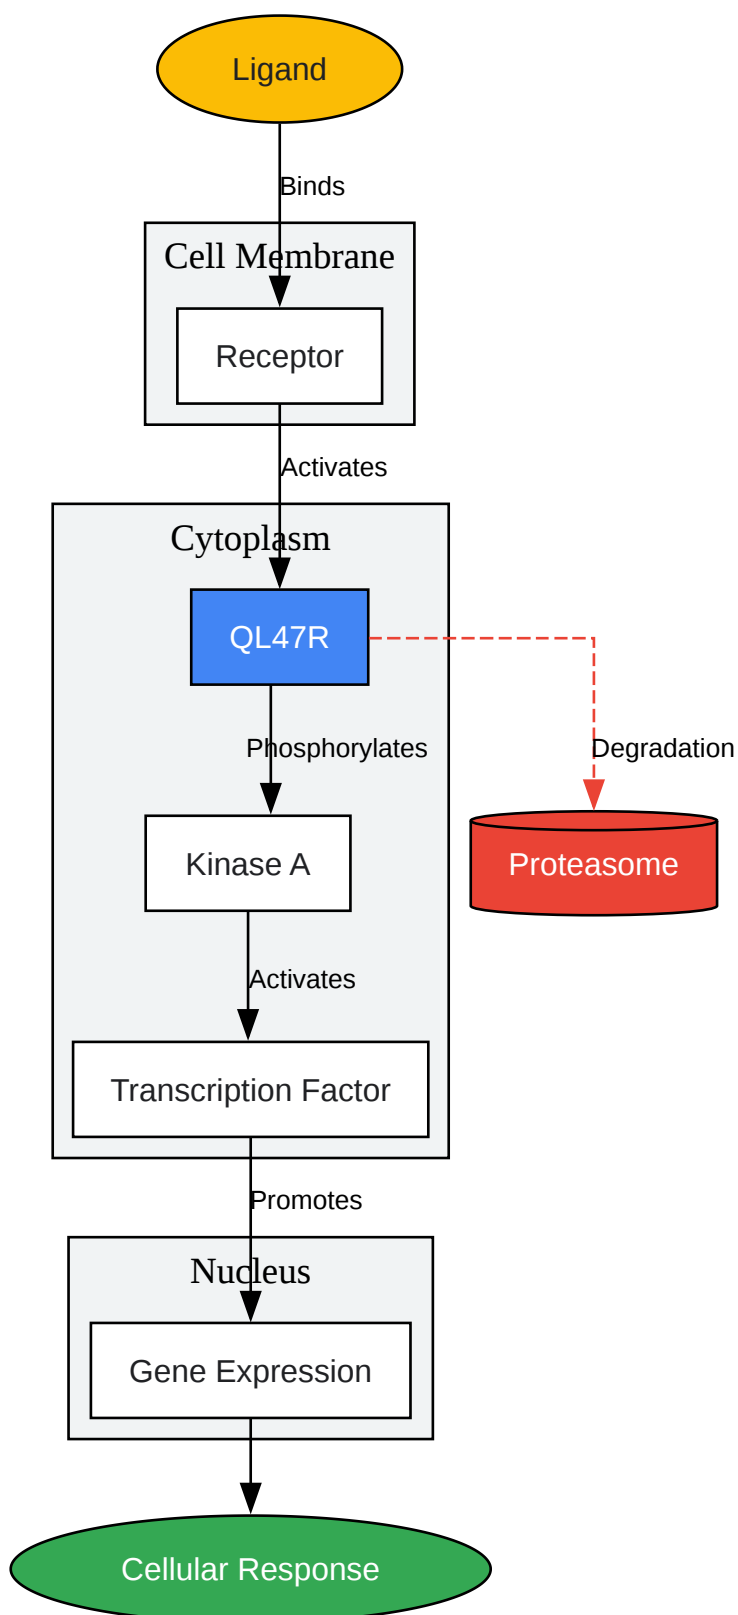 Ligand
Binds
Cell Membrane
Receptor
Activates
Cytoplasm
QL47R
Phosphorylates
Degradation
Kinase A
Proteasome
Activates
Transcription Factor
Promotes
Nucleus
Gene Expression
Cellular Response